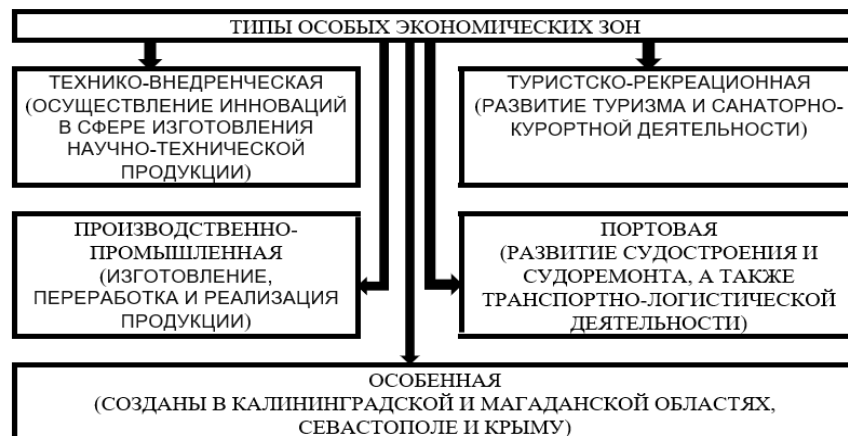 ТИПЫ ОСОБЫХ ЭКОНОМИЧЕСКИХ ЗОН
ТЕХНИКО-ВНЕДРЕНЧЕСКАЯ
(ОСУЩЕСТВЛЕНИЕ ИННОВАЦИЙ
В СФЕРЕ ИЗГОТОВЛЕНИЯ
НАУЧНО-ТЕХНИЧЕСКОЙ
ПРОДУКЦИИ)
ТУРИСТСКО-РЕКРЕАЦИОННАЯ
(РАЗВИТИЕ ТУРИЗМА И САНАТОРНО-
КУРОРТНОЙ ДЕЯТЕЛЬНОСТИ)
ПРОИЗВОДСТВЕННО-
ПРОМЫШЛЕННАЯ
(ИЗГОТОВЛЕНИЕ,
ПЕРЕРАБОТКА И РЕАЛИЗАЦИЯ
ПРОДУКЦИИ)
ПОРТОВАЯ
(РАЗВИТИЕ СУДОСТРОЕНИЯ И
СУДОРЕМОНТА, А ТАКЖЕ
ТРАНСПОРТНО-ЛОГИСТИЧЕСКОЙ
ДЕЯТЕЛЬНОСТИ)
ОСОБЕННАЯ
(СОЗДАНЫ В КАЛИНИНГРАДСКОЙ И МАГАДАНСКОЙ ОБЛАСТЯХ,
СЕВАСТОПОЛЕ И КРЫМУ)